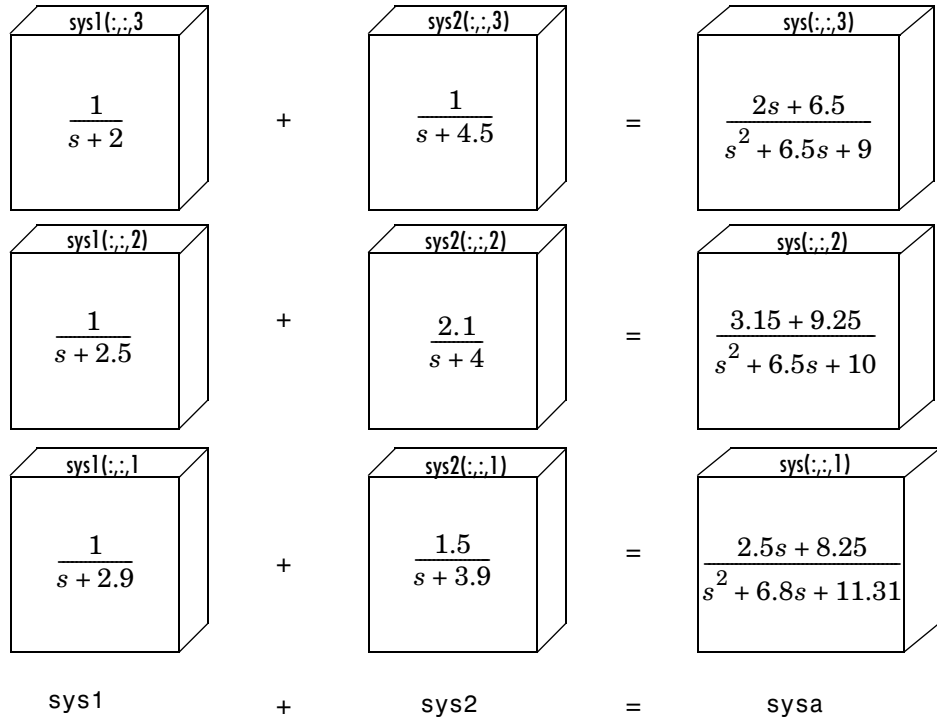 sys1(:,:,3 sys2(:,:,3) sys(:,:,3)
1 1 2s + 6.5
+ =
s + 2 s + 4.5 s² + 6.5s + 9
sys1(:,:,2) sys2(:,:,2) sys(:,:,2)
1 2.1 3.15 + 9.25
+ =
s + 2.5 s + 4 s² + 6.5s + 10
sys1(:,:,1 sys2(:,:,1) sys(:,:,1)
1 1.5 2.5s + 8.25
+ =
s + 2.9 s + 3.9 s² + 6.8s + 11.31
sys1 + sys2 = sysa